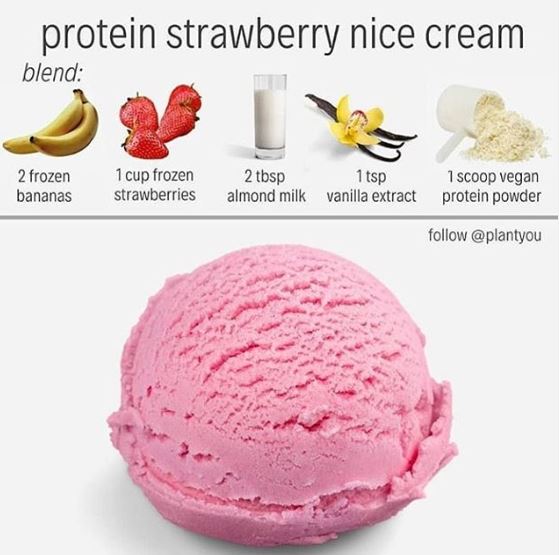 protein strawberry nice cream
blend:
2 frozen
bananas
1 cup frozen
strawberries
2 tbsp
almond milk
1 tsp
vanilla extract
1 scoop vegan
protein powder
follow @plantyou